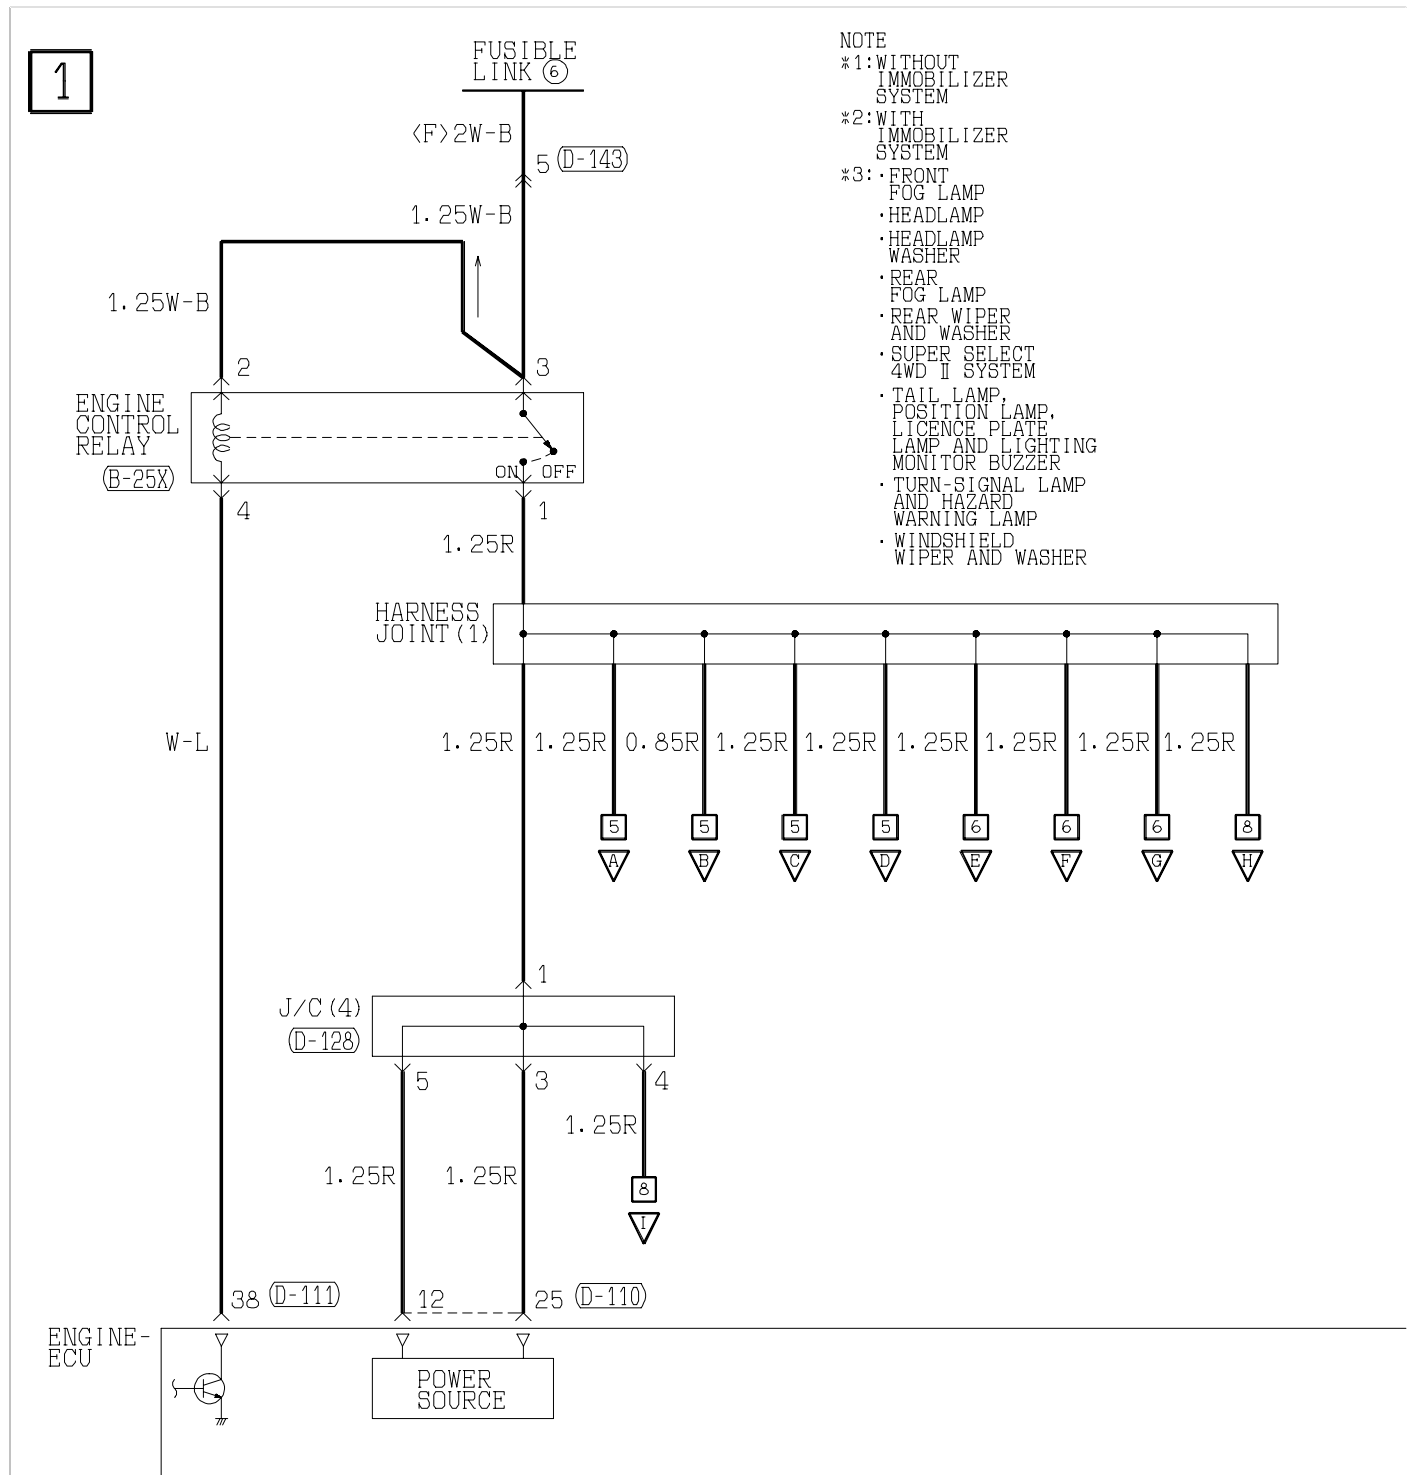 1
FUSIBLE
LINK ⑥
<F>2W-B
5 (D-143)
1.25W-B
1.25W-B
2
3
ENGINE
CONTROL
RELAY
(B-25X)
ON OFF
4
1
1.25R
NOTE
*1:WITHOUT
IMMOBILIZER
SYSTEM
*2:WITH
IMMOBILIZER
SYSTEM
*3:·FRONT
FOG LAMP
·HEADLAMP
·HEADLAMP
WASHER
·REAR
FOG LAMP
·REAR WIPER
AND WASHER
·SUPER SELECT
4WD Ⅱ SYSTEM
·TAIL LAMP,
POSITION LAMP,
LICENCE PLATE
LAMP AND LIGHTING
MONITOR BUZZER
·TURN-SIGNAL LAMP
AND HAZARD
WARNING LAMP
·WINDSHIELD
WIPER AND WASHER
HARNESS
JOINT(1)
W-L
1.25R 1.25R 0.85R 1.25R 1.25R 1.25R 1.25R 1.25R 1.25R
5 5 5 5 6 6 6 8
A B C D E F G H
1
J/C(4)
(D-128)
5 3 4
1.25R
1.25R 1.25R
8
I
38 (D-111) 12 25 (D-110)
ENGINE-
ECU
POWER
SOURCE